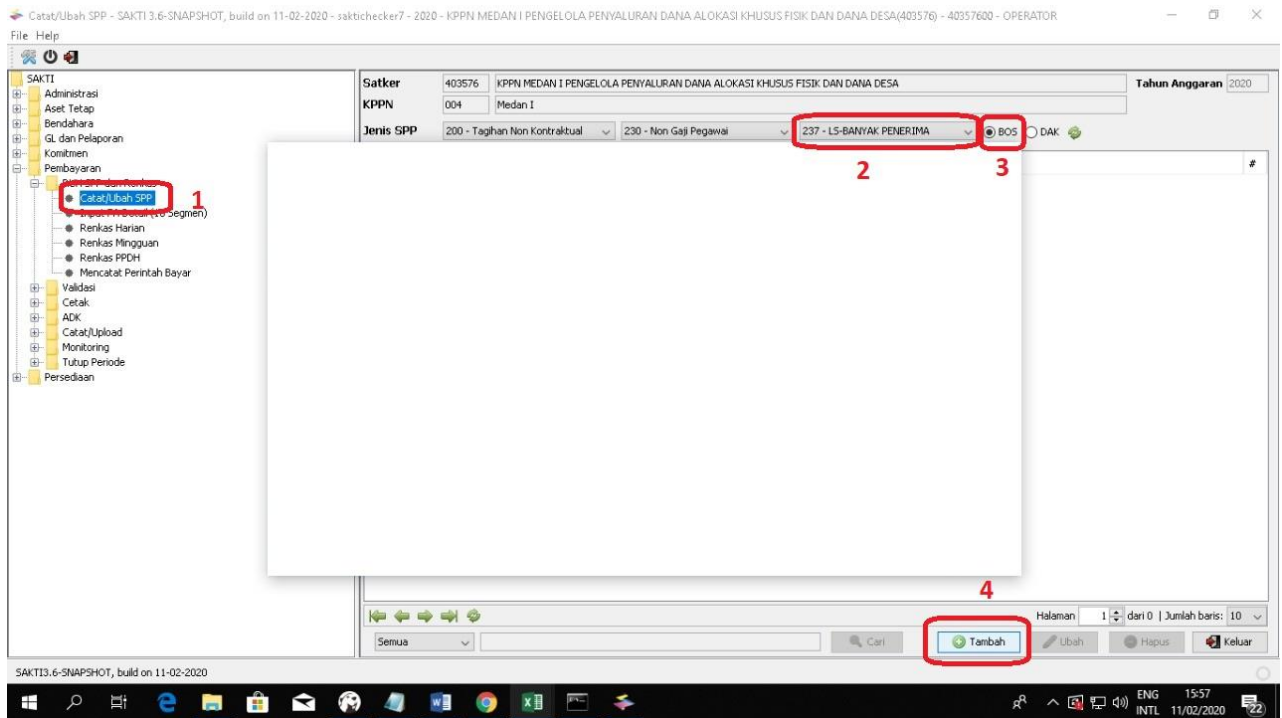 Catat/Ubah SPP - SAKTI 3.6-SNAPSHOT, build on 11-02-2020 - saktichecker7 - 2020 - KPPN MEDAN I PENGELOLA PENYALURAN DANA ALOKASI KHUSUS FISIK DAN DANA DESA(403576) - 40357600 - OPERATOR
File Help
SAKTI
Administrasi
Aset Tetap
Bendahara
GL dan Pelaporan
Komitmen
Pembayaran
RUH SPP dan Renkas
Catat/Ubah SPP 1
(16 Segmen)
Renkas Harian
Renkas Mingguan
Renkas PPDH
Mencatat Perintah Bayar
Validasi
Cetak
ADK
Catat/Upload
Monitoring
Tutup Periode
Persediaan
Satker 403576 KPPN MEDAN I PENGELOLA PENYALURAN DANA ALOKASI KHUSUS FISIK DAN DANA DESA Tahun Anggaran 2020
KPPN 004 Medan I
Jenis SPP 200 - Tagihan Non Kontraktual 230 - Non Gaji Pegawai 237 - LS-BANYAK PENERIMA BOS DAK
2 3 #
4
Halaman 1 dari 0 | Jumlah baris: 10
Semua Cari Tambah Ubah Hapus Keluar
SAKTI3.6-SNAPSHOT, build on 11-02-2020
ENG 15:57
INTL 11/02/2020 22